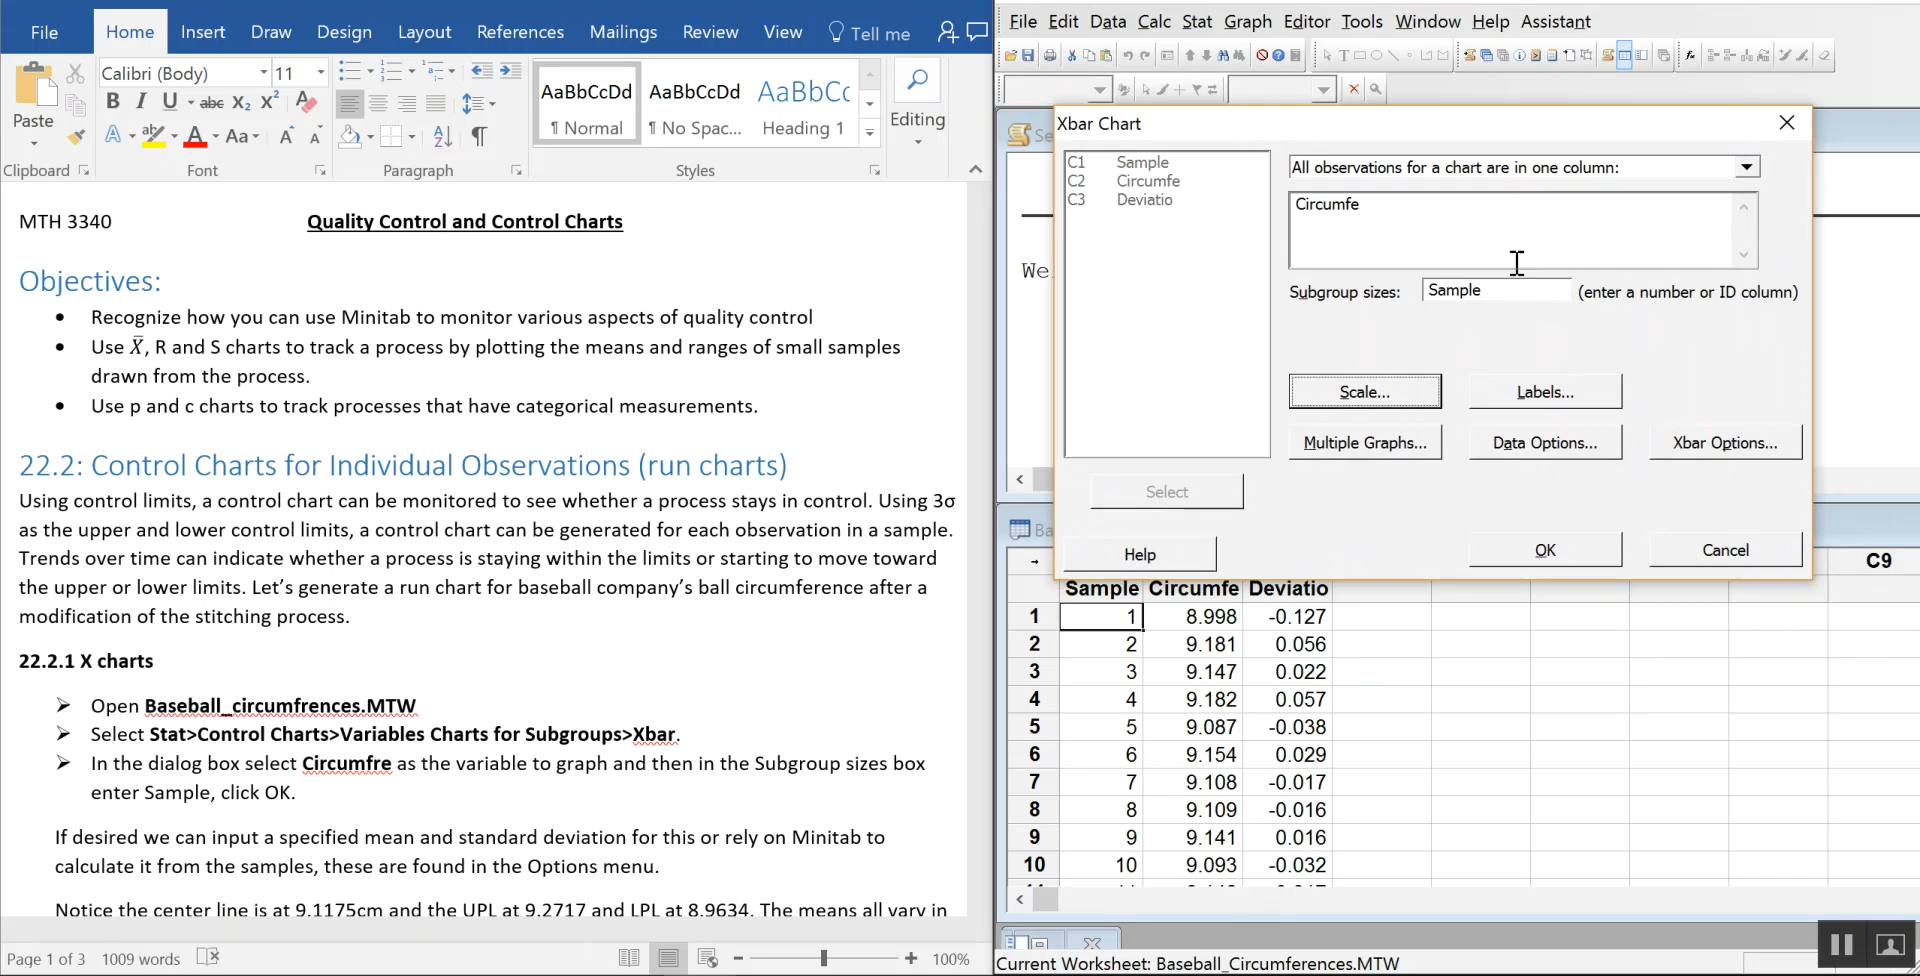 File Home Insert Draw Design Layout References Mailings Review View Tell me
Calibri (Body) 11
Paste
B I U abc X₂ X²
A A Aa A A
AaBbCcDd AaBbCcDd AaBbCc
¶ Normal ¶ No Spac... Heading 1
Editing
Clipboard Font Paragraph Styles
MTH 3340 Quality Control and Control Charts
Objectives:
• Recognize how you can use Minitab to monitor various aspects of quality control
• Use X̄, R and S charts to track a process by plotting the means and ranges of small samples
drawn from the process.
• Use p and c charts to track processes that have categorical measurements.
22.2: Control Charts for Individual Observations (run charts)
Using control limits, a control chart can be monitored to see whether a process stays in control. Using 3σ
as the upper and lower control limits, a control chart can be generated for each observation in a sample.
Trends over time can indicate whether a process is staying within the limits or starting to move toward
the upper or lower limits. Let's generate a run chart for baseball company's ball circumference after a
modification of the stitching process.
22.2.1 X charts
Open Baseball_circumfrences.MTW
Select Stat>Control Charts>Variables Charts for Subgroups>Xbar.
In the dialog box select Circumfre as the variable to graph and then in the Subgroup sizes box
enter Sample, click OK.
If desired we can input a specified mean and standard deviation for this or rely on Minitab to
calculate it from the samples, these are found in the Options menu.
Notice the center line is at 9.1175cm and the UPL at 9.2717 and LPL at 8.9634. The means all vary in
Page 1 of 3 1009 words 100%
File Edit Data Calc Stat Graph Editor Tools Window Help Assistant
Se
We
Xbar Chart
C1 Sample
C2 Circumfe
C3 Deviatio
All observations for a chart are in one column:
Circumfe
Subgroup sizes: Sample (enter a number or ID column)
Scale... Labels...
Multiple Graphs... Data Options... Xbar Options...
Select
Help OK Cancel
Ba
C9
Sample Circumfe Deviatio
1 1 8.998 -0.127
2 2 9.181 0.056
3 3 9.147 0.022
4 4 9.182 0.057
5 5 9.087 -0.038
6 6 9.154 0.029
7 7 9.108 -0.017
8 8 9.109 -0.016
9 9 9.141 0.016
10 10 9.093 -0.032
Current Worksheet: Baseball_Circumferences.MTW